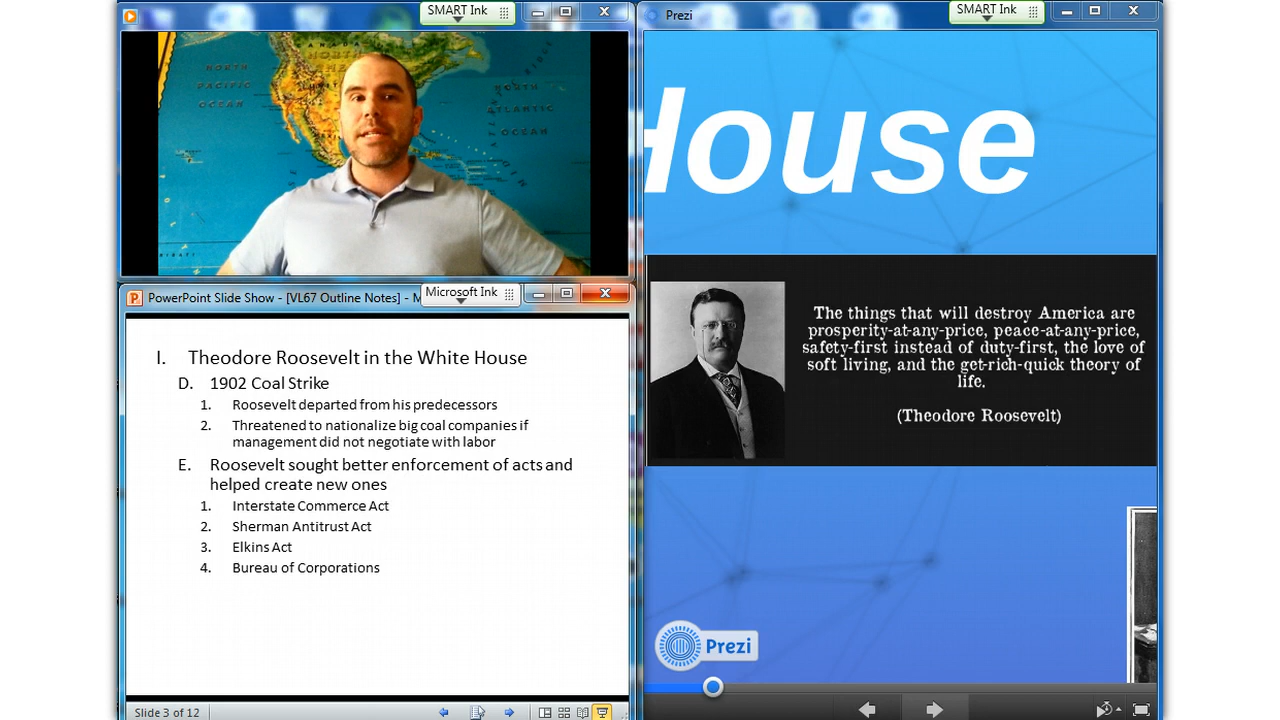 SMART Ink
CANADA
NORTH
NORTH
PACIFIC
OCEAN
NORTH
ATLANTIC
OCEAN
PowerPoint Slide Show - [VL67 Outline Notes] - M
Microsoft Ink
I. Theodore Roosevelt in the White House
D. 1902 Coal Strike
1. Roosevelt departed from his predecessors
2. Threatened to nationalize big coal companies if
management did not negotiate with labor
E. Roosevelt sought better enforcement of acts and
helped create new ones
1. Interstate Commerce Act
2. Sherman Antitrust Act
3. Elkins Act
4. Bureau of Corporations
Slide 3 of 12
Prezi
SMART Ink
House
The things that will destroy America are
prosperity-at-any-price, peace-at-any-price,
safety-first instead of duty-first, the love of
soft living, and the get-rich-quick theory of
life.
(Theodore Roosevelt)
Prezi